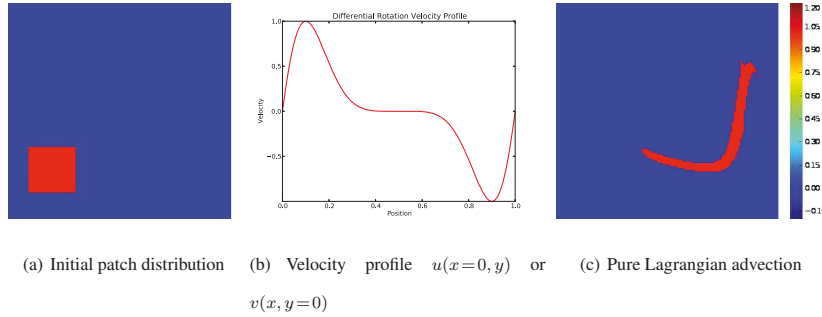 Differential Rotation Velocity Profile
1.0
0.5
0.0
−0.5
0.0
0.2
0.4
0.6
0.8
1.0
Velocity
Position
1.20
1.05
0.90
0.75
0.60
0.45
0.30
0.15
0.00
-0.15
(a) Initial patch distribution
(b) Velocity profile u(x=0, y) or
v(x, y=0)
(c) Pure Lagrangian advection